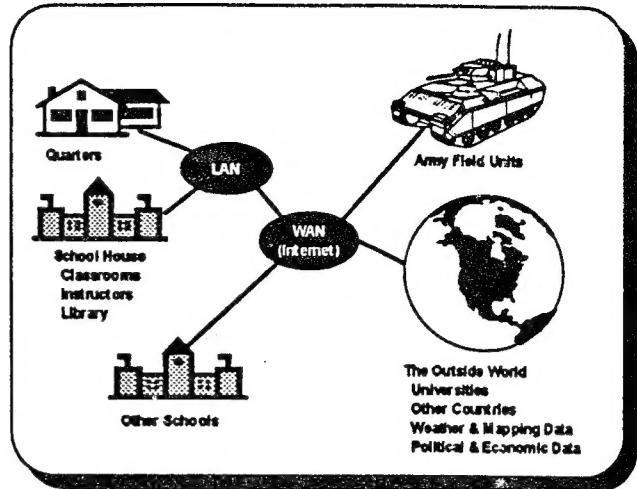 Quarters
LAN
Army Field Units
School House
Classrooms
Instructors
Library
WAN
(Internet)
Other Schools
The Outside World
Universities
Other Countries
Weather & Mapping Data
Political & Economic Data